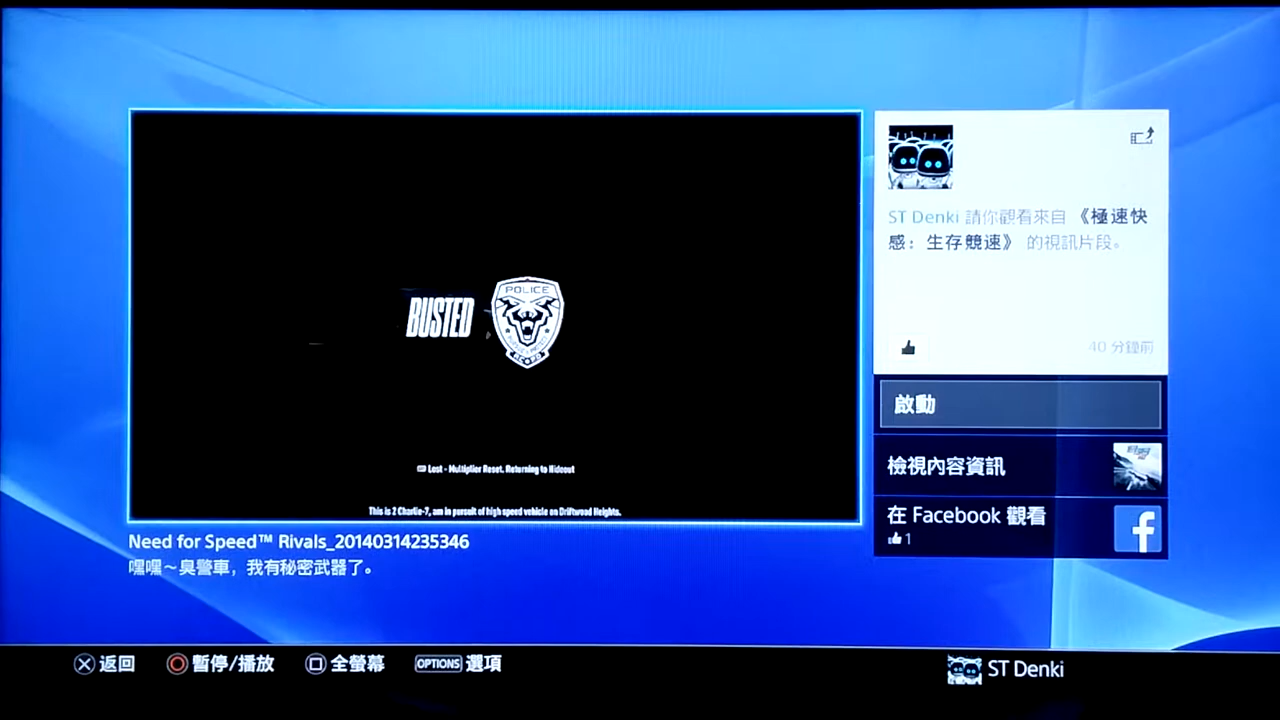 BUSTED
POLICE
Lost - Multiplier Reset. Returning to Hideout
This is 2 Charlie-7, am in pursuit of high speed vehicle on Driftwood Heights.
Need for Speed™ Rivals_20140314235346
嘿嘿～臭警車，我有秘密武器了。
ST Denki 請你觀看來自《極速快
感：生存競速》的視訊片段。
40 分鐘前
啟動
檢視內容資訊
在 Facebook 觀看
1
f
返回
暫停/播放
全螢幕
OPTIONS 選項
ST Denki